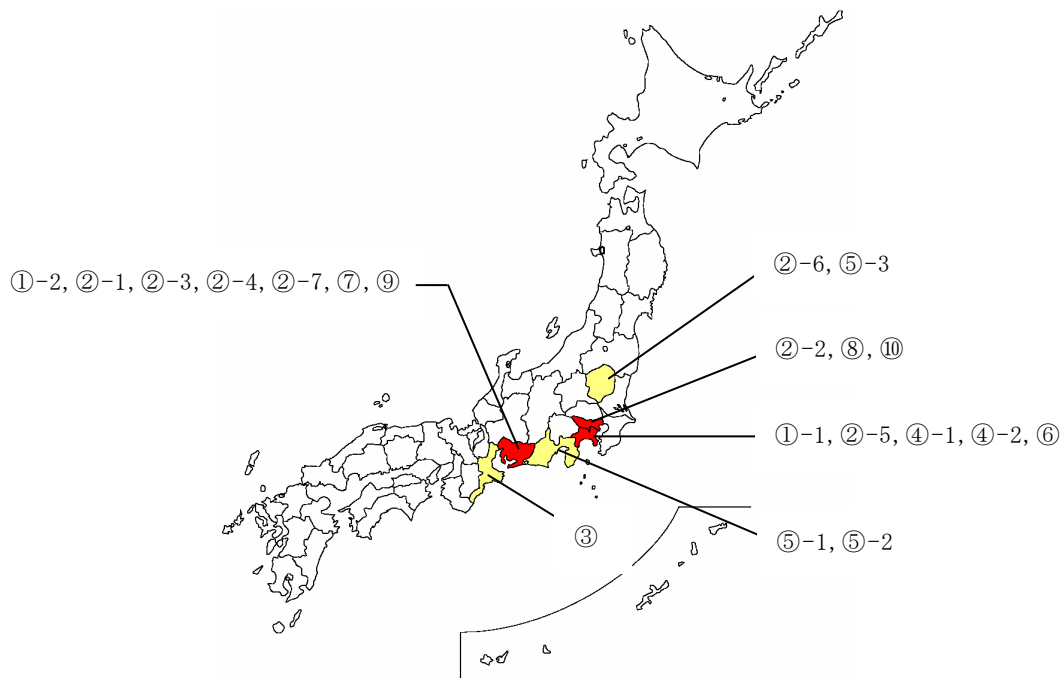 ②-6, ⑤-3
①-2, ②-1, ②-3, ②-4, ②-7, ⑦, ⑨
②-2, ⑧, ⑩
①-1, ②-5, ④-1, ④-2, ⑥
③
⑤-1, ⑤-2